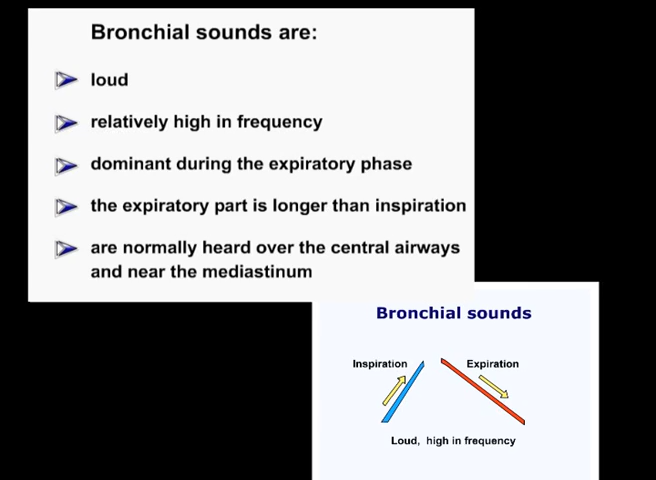 Bronchial sounds are:
loud
relatively high in frequency
dominant during the expiratory phase
the expiratory part is longer than inspiration
are normally heard over the central airways
and near the mediastinum
Bronchial sounds
Inspiration Expiration
Loud, high in frequency